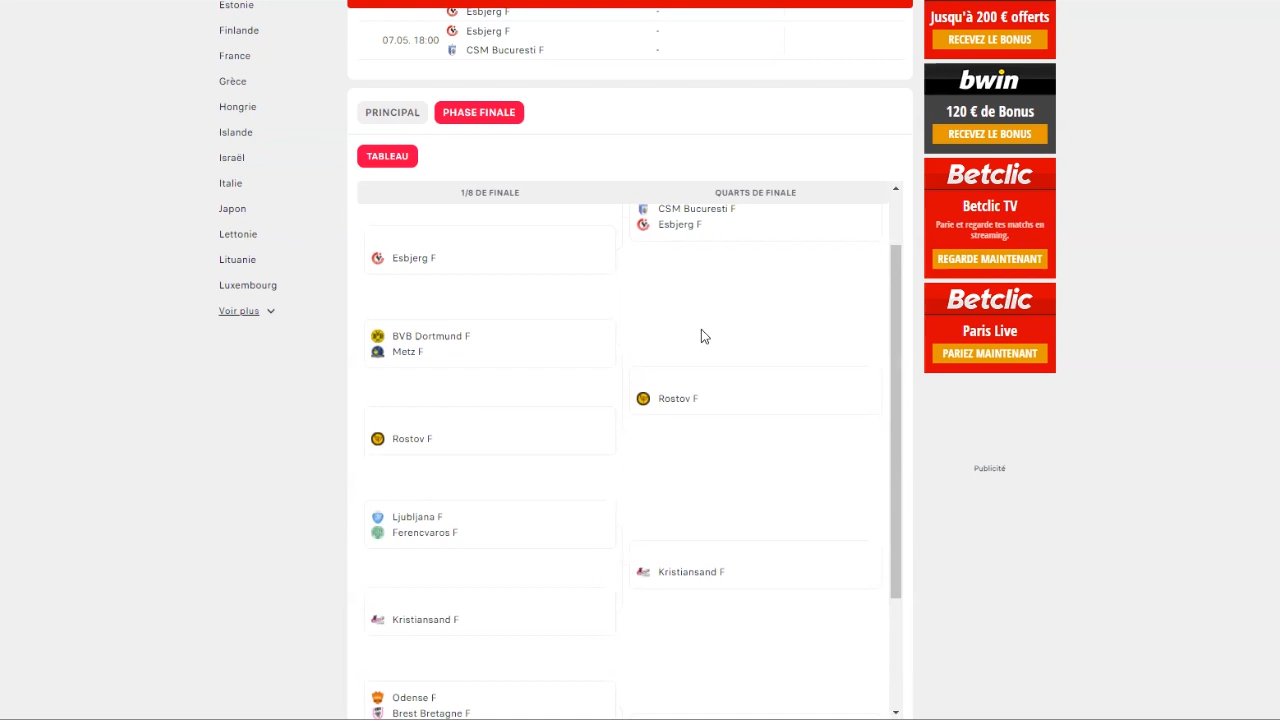 Estonie
Finlande
France
Grèce
Hongrie
Islande
Israël
Italie
Japon
Lettonie
Lituanie
Luxembourg
Voir plus
Esbjerg F -
07.05. 18:00
Esbjerg F -
CSM Bucuresti F -
PRINCIPAL PHASE FINALE
TABLEAU
1/8 DE FINALE QUARTS DE FINALE
CSM Bucuresti F
Esbjerg F
Esbjerg F
BVB Dortmund F
Metz F
Rostov F
Rostov F
Ljubljana F
Ferencvaros F
Kristiansand F
Kristiansand F
Odense F
Brest Bretagne F
Jusqu'à 200 € offerts
RECEVEZ LE BONUS
bwin
120 € de Bonus
RECEVEZ LE BONUS
Betclic
Betclic TV
Parie et regarde tes matchs en
streaming.
REGARDE MAINTENANT
Betclic
Paris Live
PARIEZ MAINTENANT
Publicité